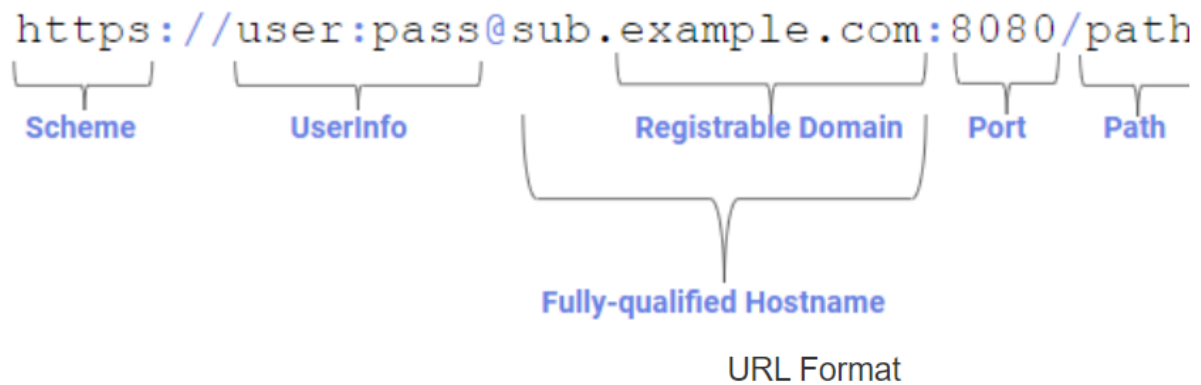 https://user:pass@sub.example.com:8080/path
Scheme UserInfo Registrable Domain Port Path
Fully-qualified Hostname
URL Format